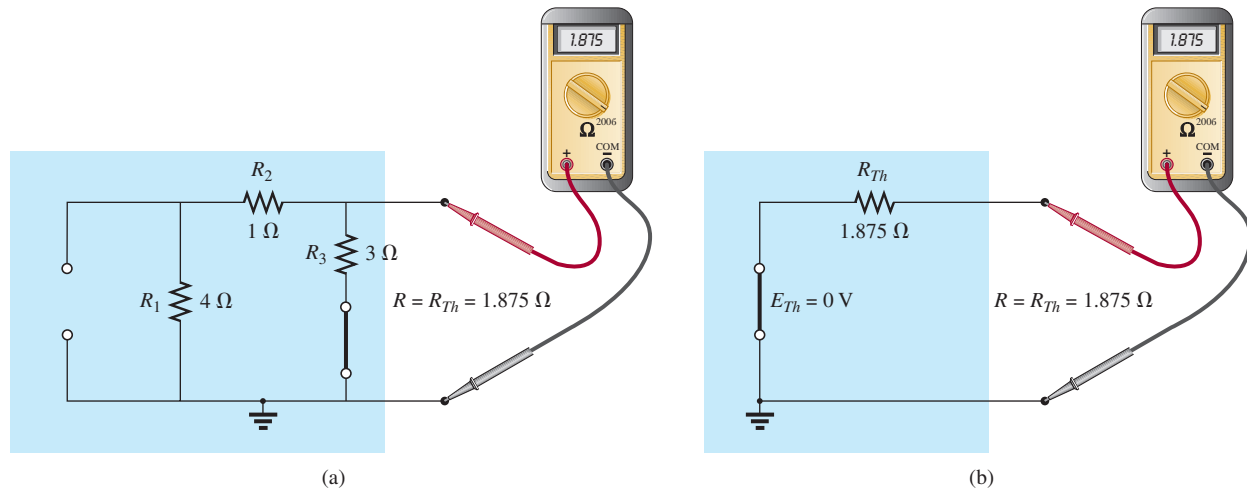 1.875
2006
Ω
COM
+
−
R2
1 Ω
R3
3 Ω
R1
4 Ω
R = RTh = 1.875 Ω
(a)
1.875
2006
Ω
COM
+
−
RTh
1.875 Ω
ETh = 0 V
R = RTh = 1.875 Ω
(b)